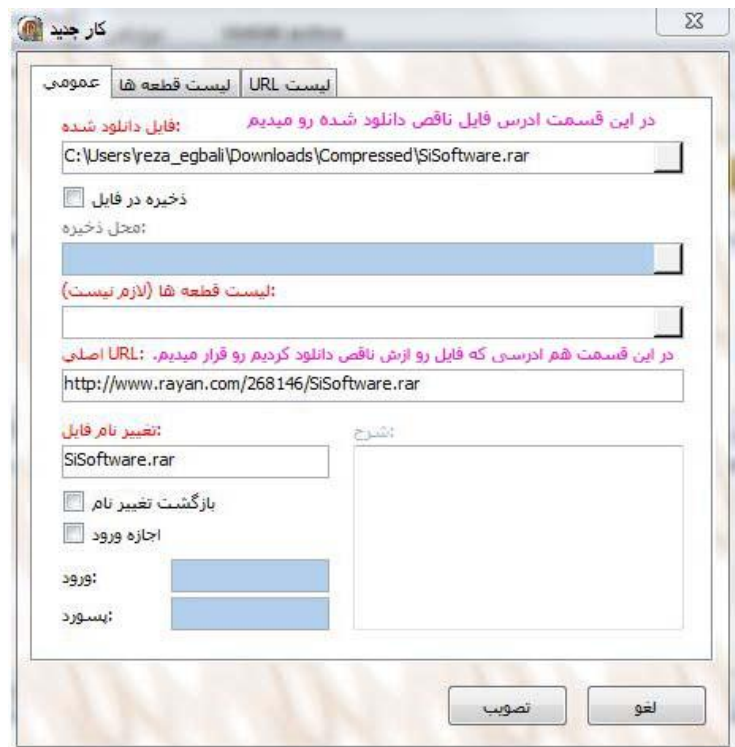 کار جدید
عمومی
لیست قطعه ها
لیست URL
در این قسمت ادرس فایل ناقص دانلود شده رو میدیم
فایل دانلود شده:
C:\Users\reza_egbali\Downloads\Compressed\SiSoftware.rar
ذخیره در فایل
محل ذخیره:
لیست قطعه ها (لازم نیست):
در این قسمت هم ادرسی که فایل رو ازش ناقص دانلود کردیم رو قرار میدیم.
URL اصلی:
http://www.rayan.com/268146/SiSoftware.rar
تغییر نام فایل:
SiSoftware.rar
شرح:
بازگشت تغییر نام
اجازه ورود
ورود:
پسورد:
تصویب
لغو